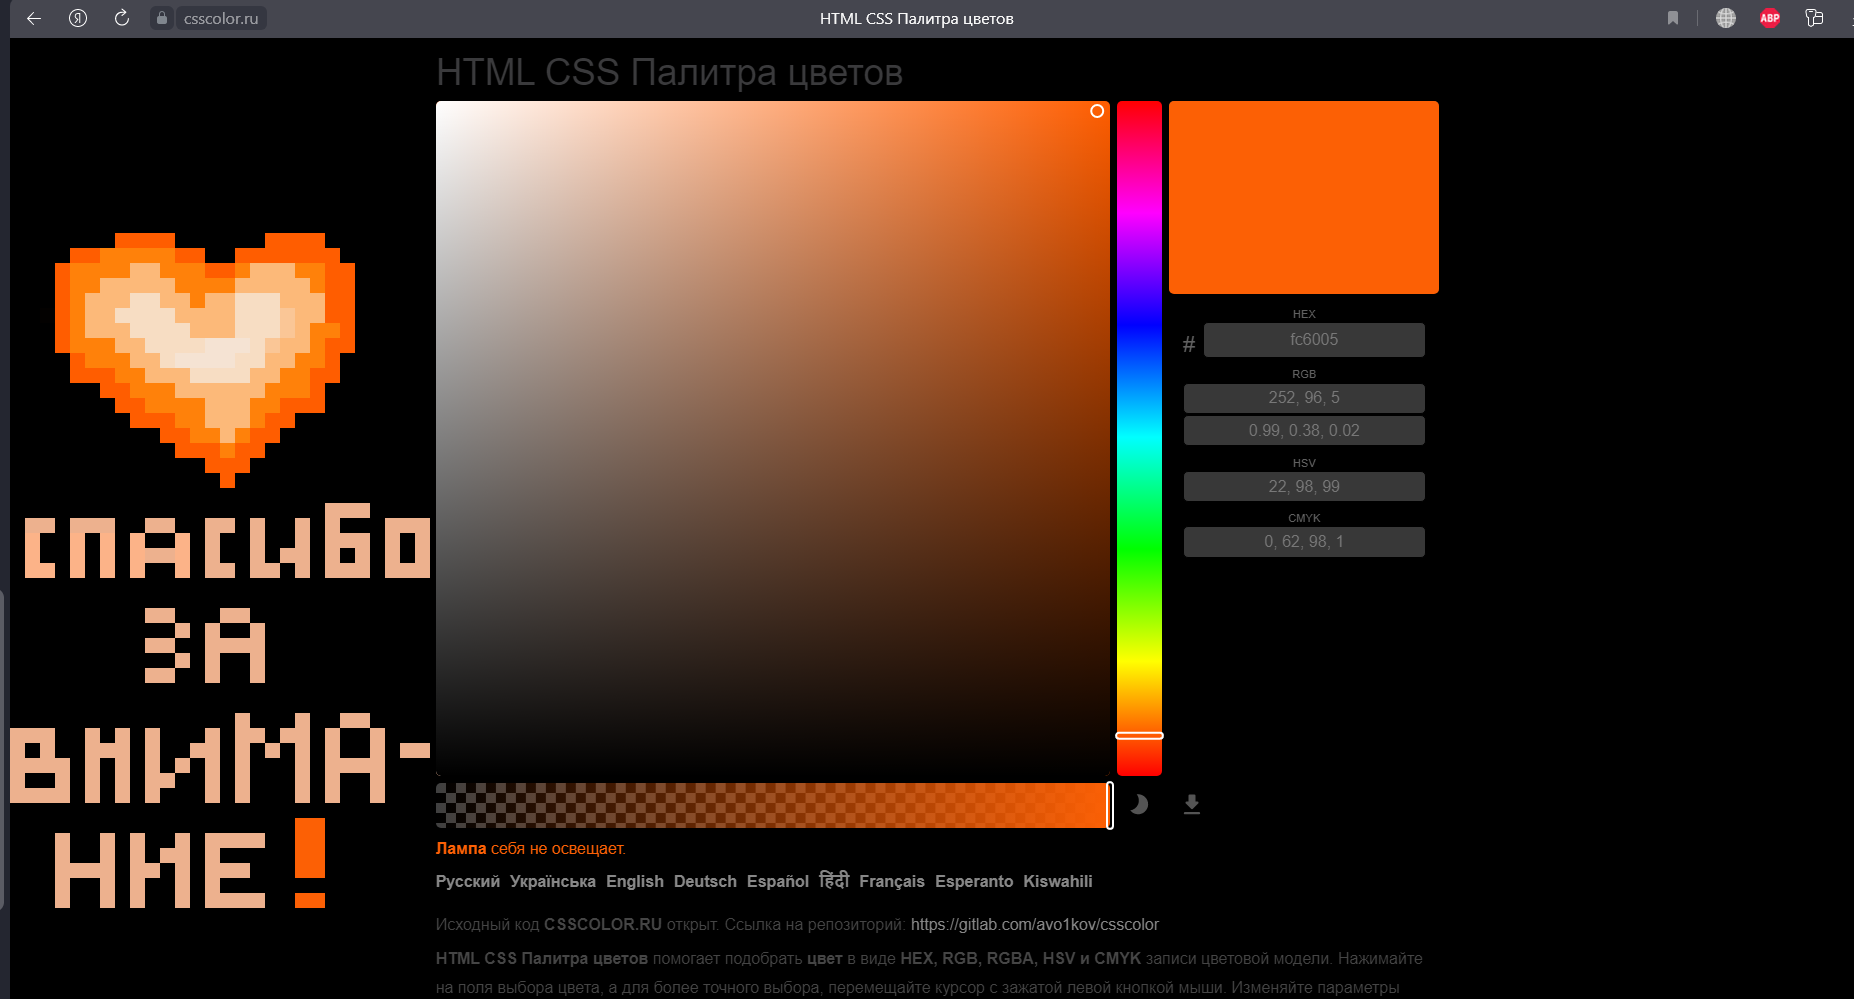 csscolor.ru
HTML CSS Палитра цветов
ABP
HTML CSS Палитра цветов
СПАСИБО
ЗА
ВНИМА-
НИЕ!
HEX
# fc6005
RGB
252, 96, 5
0.99, 0.38, 0.02
HSV
22, 98, 99
CMYK
0, 62, 98, 1
Лампа себя не освещает.
Русский Українська English Deutsch Español हिंदी Français Esperanto Kiswahili
Исходный код CSSCOLOR.RU открыт. Ссылка на репозиторий: https://gitlab.com/avo1kov/csscolor
HTML CSS Палитра цветов помогает подобрать цвет в виде HEX, RGB, RGBA, HSV и CMYK записи цветовой модели. Нажимайте
на поля выбора цвета, а для более точного выбора, перемещайте курсор с зажатой левой кнопкой мыши. Изменяйте параметры